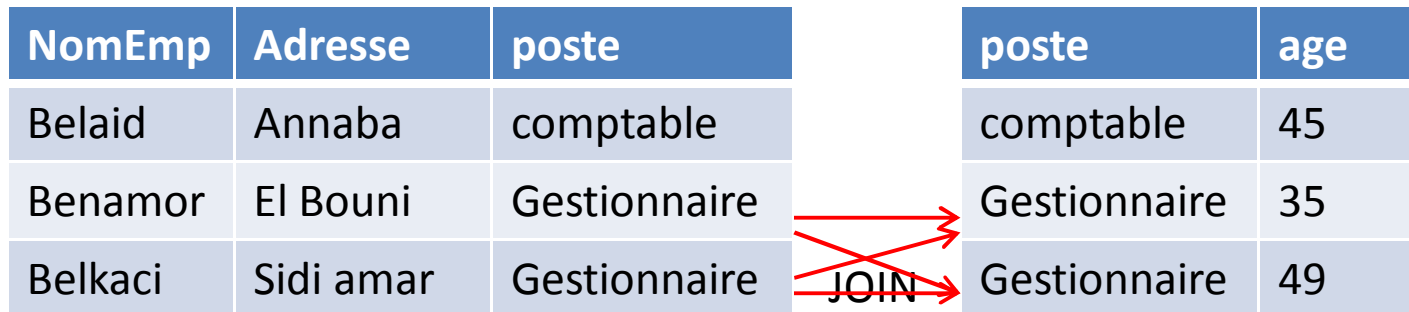 NomEmp Adresse poste poste age
Belaid Annaba comptable comptable 45
Benamor El Bouni Gestionnaire Gestionnaire 35
Belkaci Sidi amar Gestionnaire JOIN Gestionnaire 49